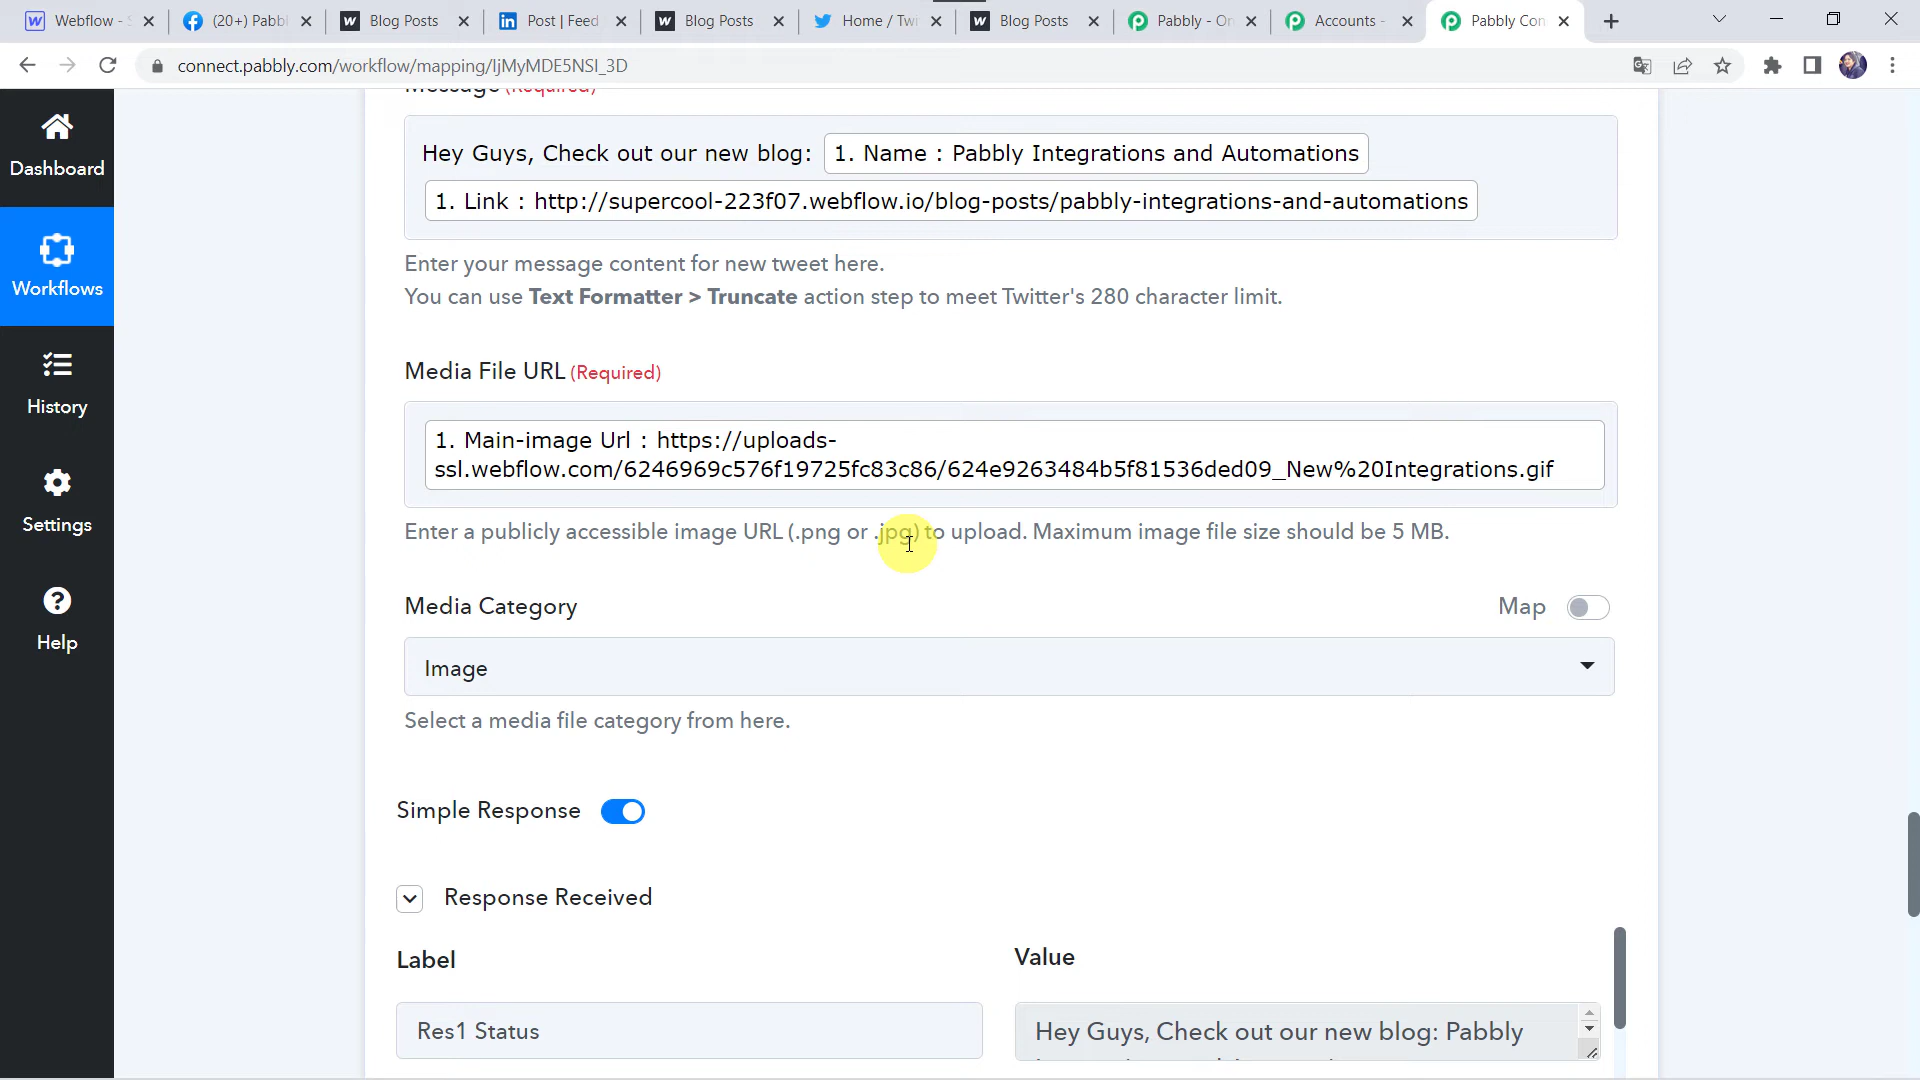 Webflow - S
(20+) Pabbl
Blog Posts
Post | Feed
Blog Posts
Home / Twi
Blog Posts
Pabbly - On
Accounts -
Pabbly Con
connect.pabbly.com/workflow/mapping/IjMyMDE5NSI_3D
Dashboard
Workflows
History
Settings
Help
Message (Required)
Hey Guys, Check out our new blog: 1. Name : Pabbly Integrations and Automations
1. Link : http://supercool-223f07.webflow.io/blog-posts/pabbly-integrations-and-automations
Enter your message content for new tweet here.
You can use Text Formatter > Truncate action step to meet Twitter's 280 character limit.
Media File URL (Required)
1. Main-image Url : https://uploads-
ssl.webflow.com/6246969c576f19725fc83c86/624e9263484b5f81536ded09_New%20Integrations.gif
Enter a publicly accessible image URL (.png or .jpg) to upload. Maximum image file size should be 5 MB.
Media Category
Map
Image
Select a media file category from here.
Simple Response
Response Received
Label
Value
Res1 Status
Hey Guys, Check out our new blog: Pabbly